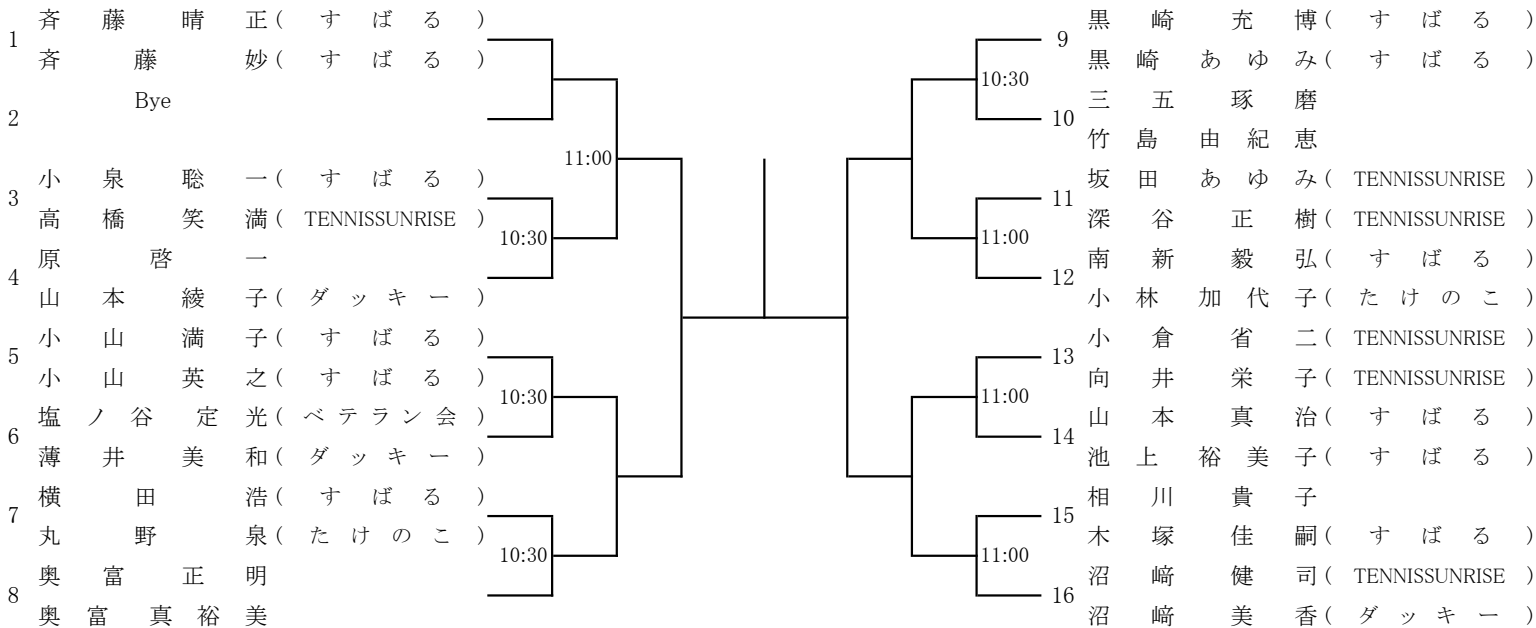 1
斉藤晴正(すばる)
斉藤妙(すばる)
2
Bye
11:00
3
小泉聡一(すばる)
高橋笑満(TENNISSUNRISE)
10:30
4
原啓一
山本綾子(ダッキー)
5
小山満子(すばる)
小山英之(すばる)
10:30
6
塩ノ谷定光(ベテラン会)
薄井美和(ダッキー)
7
横田浩(すばる)
丸野泉(たけのこ)
10:30
8
奥富正明
奥富真裕美
9
黒崎充博(すばる)
黒崎あゆみ(すばる)
10:30
10
三五琢磨
竹島由紀恵
11
坂田あゆみ(TENNISSUNRISE)
深谷正樹(TENNISSUNRISE)
11:00
12
南新毅弘(すばる)
小林加代子(たけのこ)
13
小倉省二(TENNISSUNRISE)
向井栄子(TENNISSUNRISE)
11:00
14
山本真治(すばる)
池上裕美子(すばる)
15
相川貴子
木塚佳嗣(すばる)
11:00
16
沼﨑健司(TENNISSUNRISE)
沼﨑美香(ダッキー)